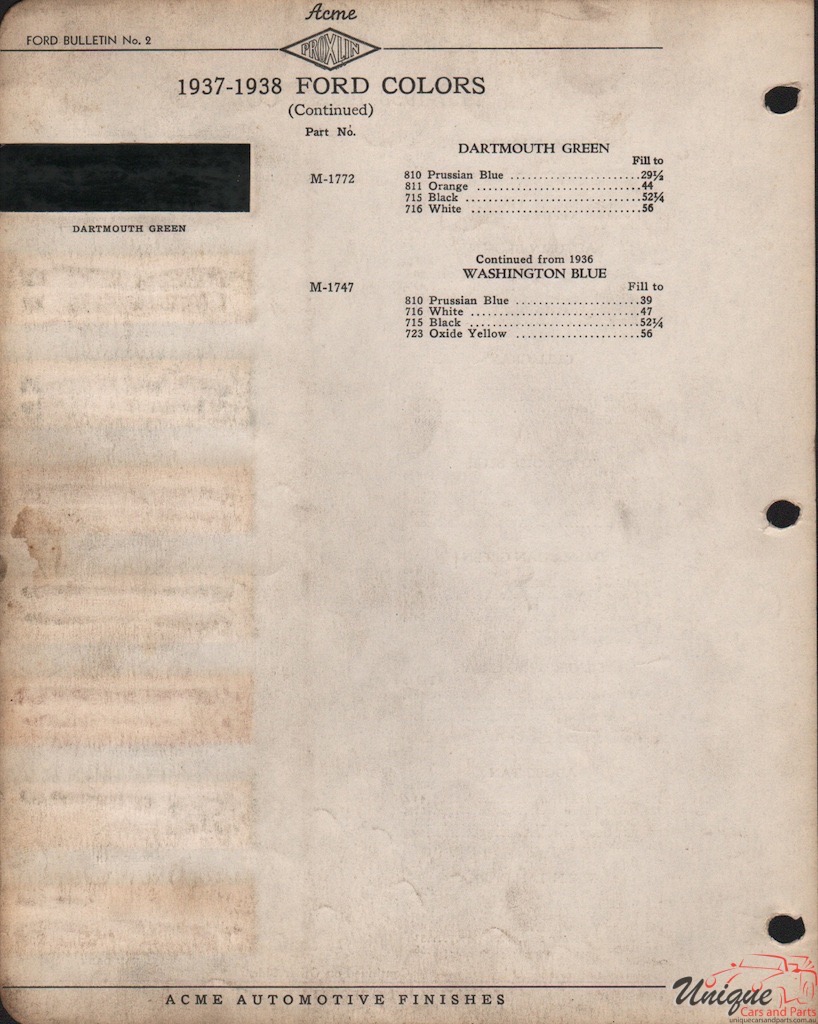 Acme
FORD BULLETIN No. 2
PROXLIN
1937-1938 FORD COLORS
(Continued)
Part No.
DARTMOUTH GREEN
Fill to
M-1772
810 Prussian Blue ......................29½
811 Orange ............................44
715 Black ..............................52¼
716 White .............................56
DARTMOUTH GREEN
Continued from 1936
WASHINGTON BLUE
M-1747
Fill to
810 Prussian Blue .....................39
716 White .............................47
715 Black .............................52¼
723 Oxide Yellow .....................56
ACME AUTOMOTIVE FINISHES
Unique
Cars and Parts
uniquecarsandparts.com.au